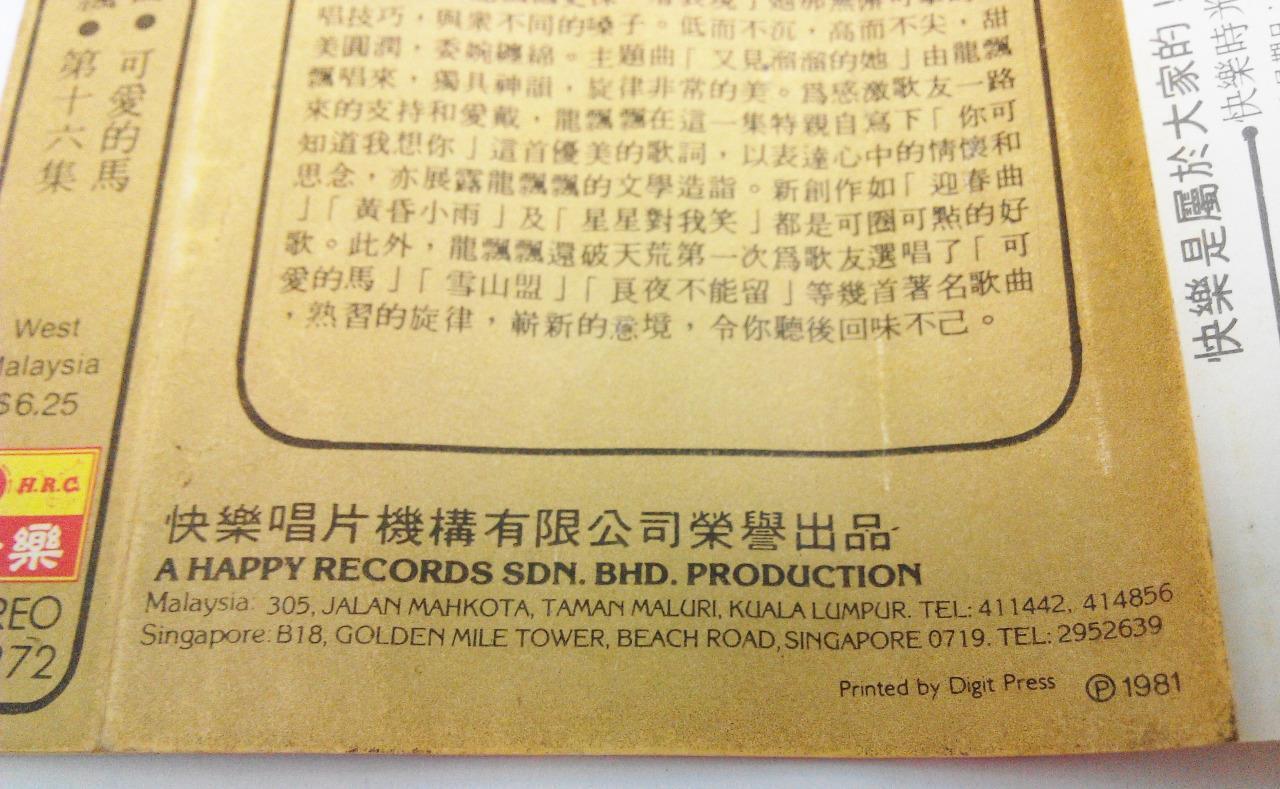 可愛的馬
第十六集
West
Malaysia
$6.25
H.R.C.
樂
REO
372
唱技巧，與衆不同的嗓子。低而不沉，高而不尖，甜
美圓潤，委婉纏綿。主題曲「又見溜溜的她」由龍飄
飄唱來，獨具神韻，旋律非常的美。爲感激歌友一路
來的支持和愛戴，龍飄飄在這一集特親自寫下「你可
知道我想你」這首優美的歌詞，以表達心中的情懷和
思念，亦展露龍飄飄的文學造詣。新創作如「迎春曲
」「黃昏小雨」及「星星對我笑」都是可圈可點的好
歌。此外，龍飄飄還破天荒第一次爲歌友選唱了「可
愛的馬」「雪山盟」「良夜不能留」等幾首著名歌曲
，熟習的旋律，嶄新的意境，令你聽後回味不已。
快樂唱片機構有限公司榮譽出品
A HAPPY RECORDS SDN. BHD. PRODUCTION
Malaysia: 305, JALAN MAHKOTA, TAMAN MALURI, KUALA LUMPUR. TEL: 411442, 414856
Singapore: B18, GOLDEN MILE TOWER, BEACH ROAD, SINGAPORE 0719. TEL: 2952639
Printed by Digit Press ℗ 1981
快樂是屬於大家的！
快樂時光